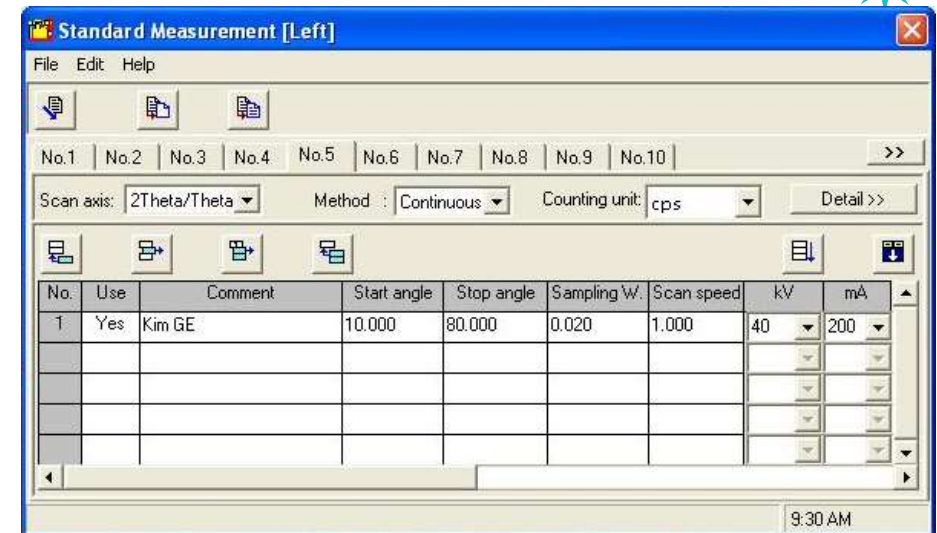 Standard Measurement [Left]
File Edit Help
No.1 No.2 No.3 No.4 No.5 No.6 No.7 No.8 No.9 No.10 >>
Scan axis: 2Theta/Theta Method : Continuous Counting unit: cps Detail >>
No. Use Comment Start angle Stop angle Sampling W. Scan speed kV mA
1 Yes Kim GE 10.000 80.000 0.020 1.000 40 200
9:30 AM